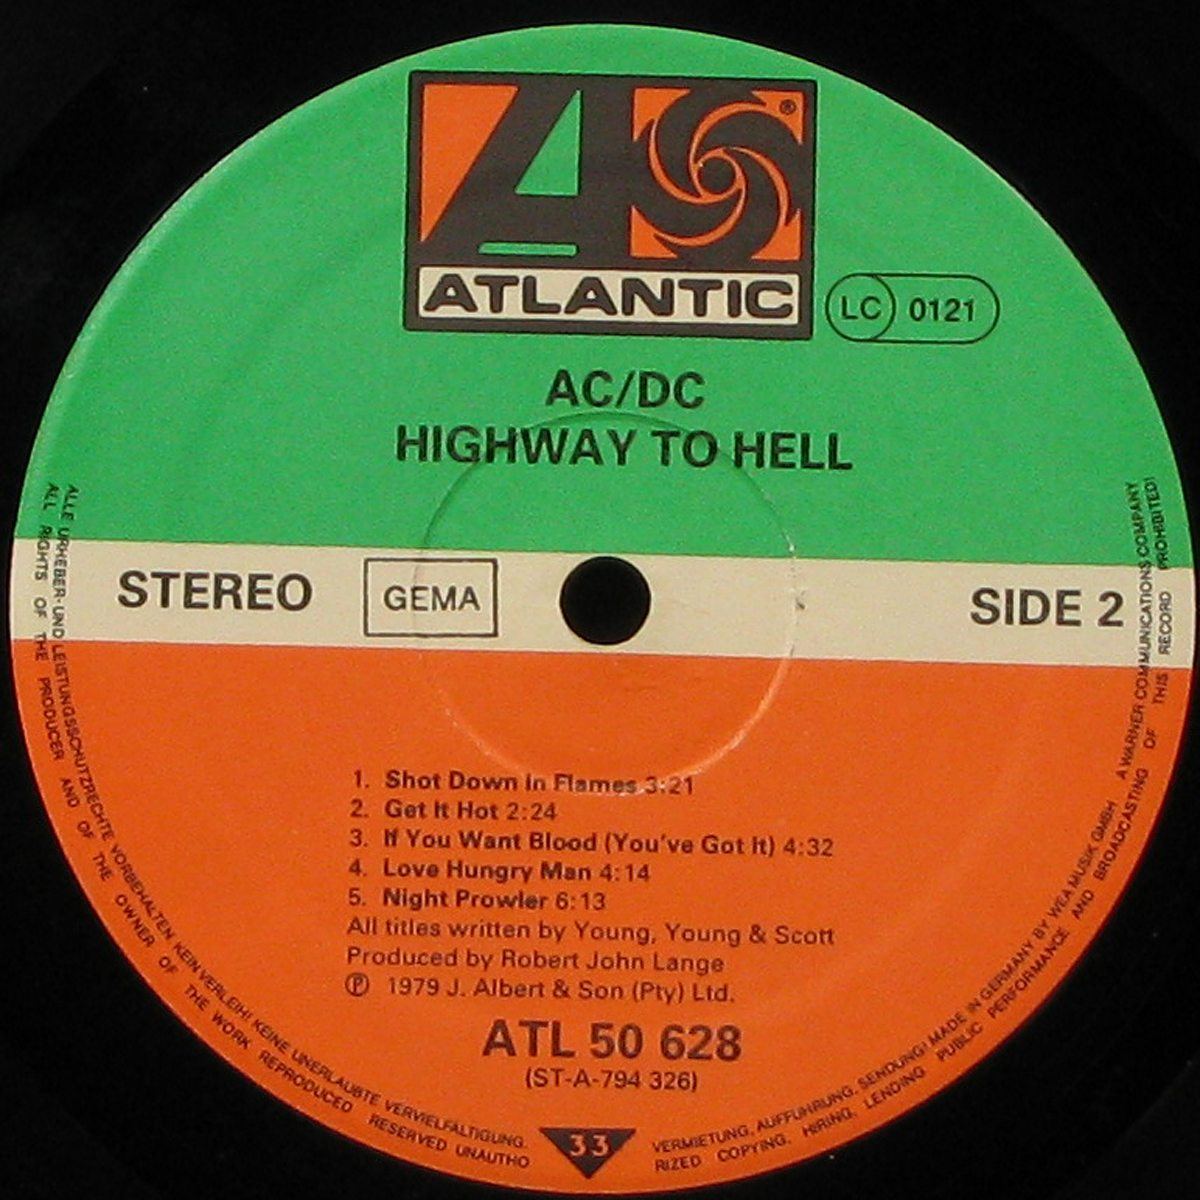 A
®
ATLANTIC
LC 0121
AC/DC
HIGHWAY TO HELL
STEREO
GEMA
SIDE 2
1. Shot Down in Flames 3:21
2. Get It Hot 2:24
3. If You Want Blood (You've Got It) 4:32
4. Love Hungry Man 4:14
5. Night Prowler 6:13
All titles written by Young, Young & Scott
Produced by Robert John Lange
℗ 1979 J. Albert & Son (Pty) Ltd.
ATL 50 628
(ST-A-794 326)
33
ALLE URHEBER- UND LEISTUNGSSCHUTZRECHTE VORBEHALTEN KEIN VERLEIH! KEINE UNERLAUBTE VERVIELFÄLTIGUNG, VERMIETUNG, AUFFÜHRUNG, SENDUNG! MADE IN GERMANY BY WEA MUSIK GMBH A WARNER COMMUNICATIONS COMPANY
ALL RIGHTS OF THE PRODUCER AND OF THE OWNER OF THE WORK REPRODUCED RESERVED UNAUTHORIZED COPYING, HIRING, LENDING PUBLIC PERFORMANCE AND BROADCASTING OF THIS RECORD PROHIBITED!